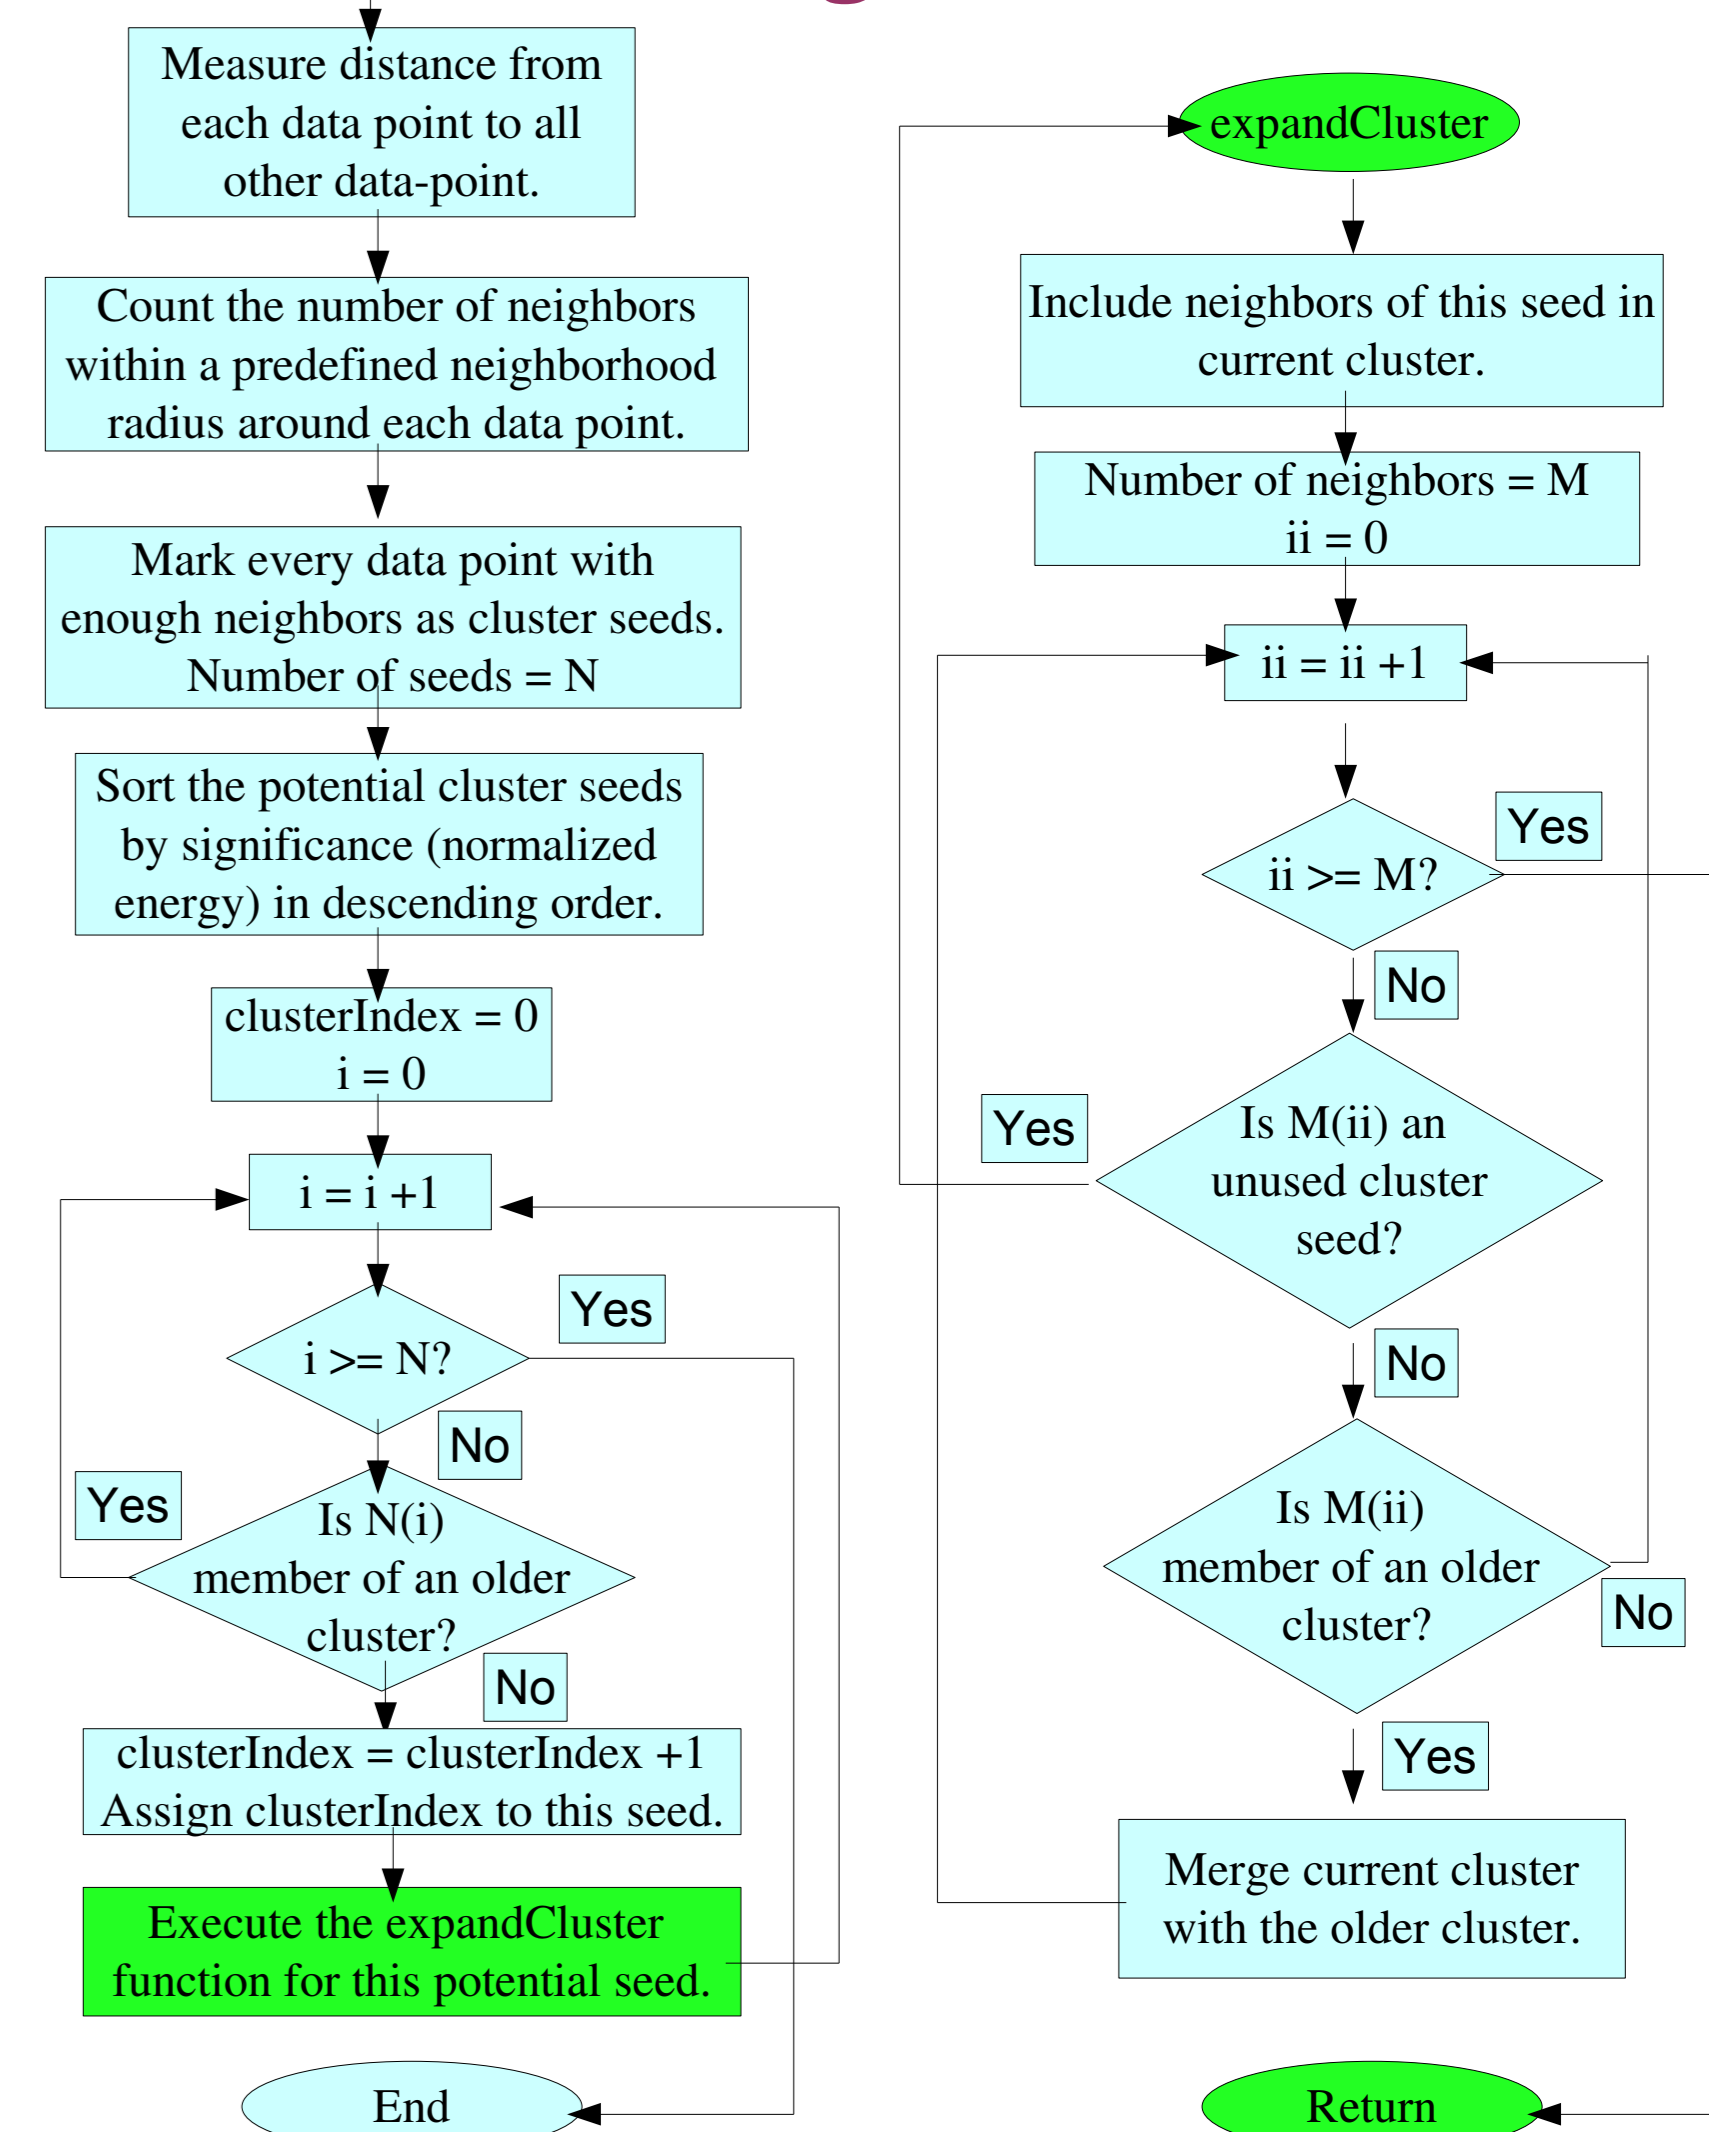 Measure distance from
each data point to all
other data-point.
Count the number of neighbors
within a predefined neighborhood
radius around each data point.
Mark every data point with
enough neighbors as cluster seeds.
Number of seeds = N
Sort the potential cluster seeds
by significance (normalized
energy) in descending order.
clusterIndex = 0
i = 0
i = i +1
Yes
i >= N?
No
Yes
Is N(i)
member of an older
cluster?
No
clusterIndex = clusterIndex +1
Assign clusterIndex to this seed.
Execute the expandCluster
function for this potential seed.
End
expandCluster
Include neighbors of this seed in
current cluster.
Number of neighbors = M
ii = 0
ii = ii +1
Yes
ii >= M?
No
Yes
Is M(ii) an
unused cluster
seed?
No
Is M(ii)
member of an older
cluster?
No
Yes
Merge current cluster
with the older cluster.
Return